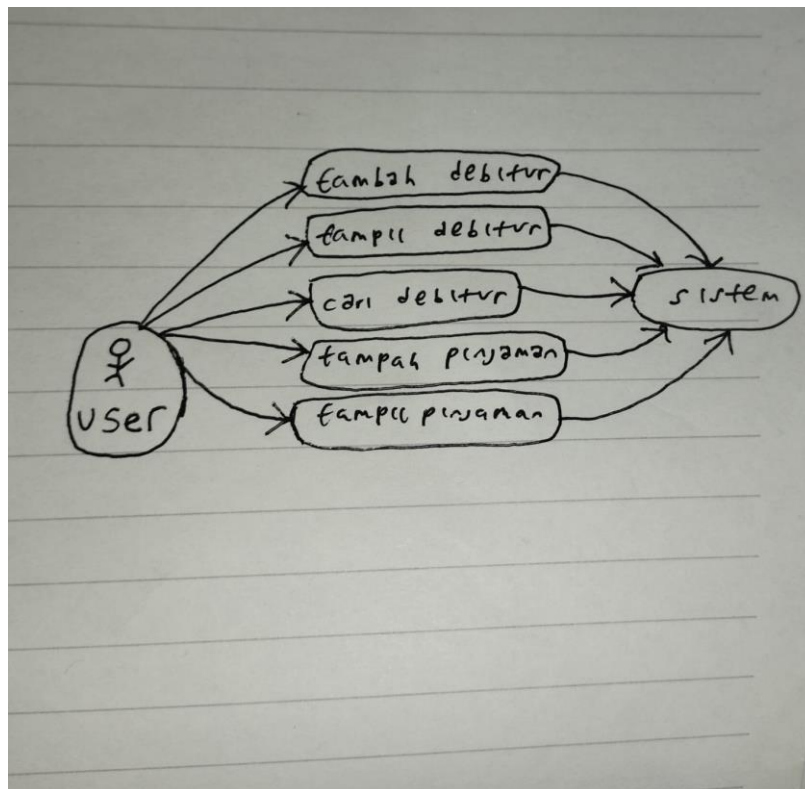 tambah debitur
tampil debitur
cari debitur
sistem
tampah pinjaman
tampil pinjaman
user